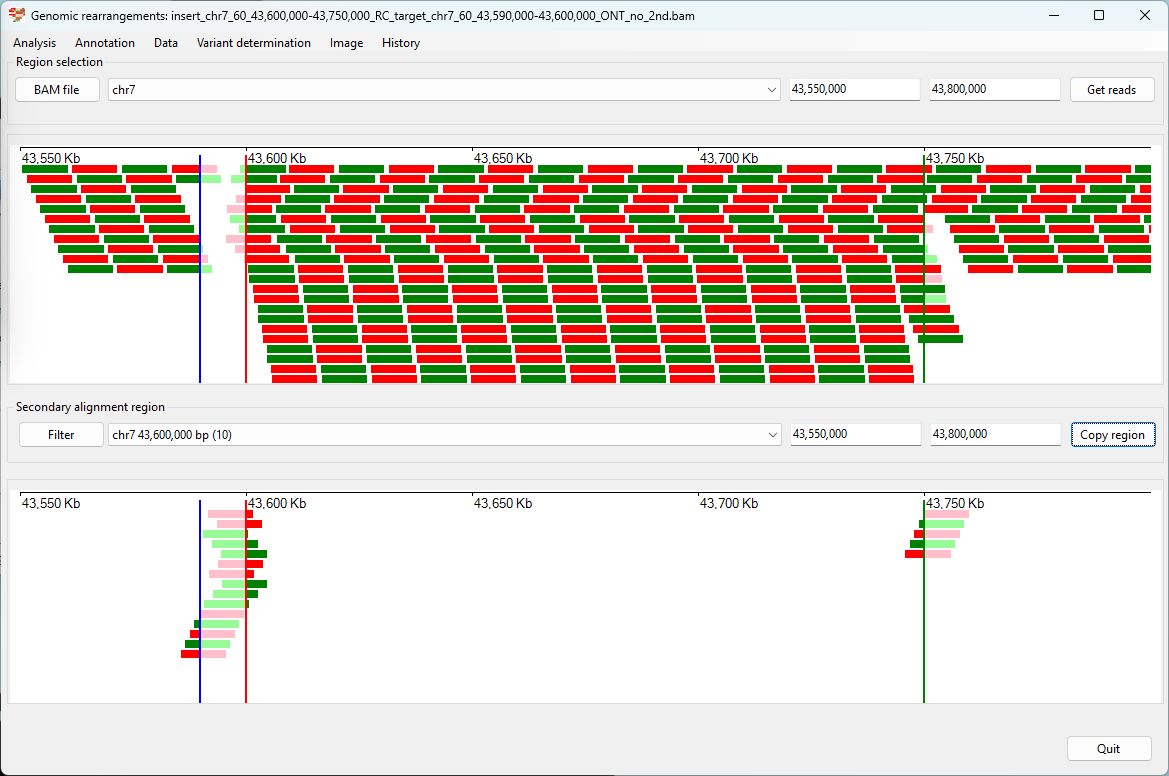 Genomic rearrangements: insert_chr7_60_43,600,000-43,750,000_RC_target_chr7_60_43,590,000-43,600,000_ONT_no_2nd.bam
Analysis Annotation Data Variant determination Image History
Region selection
BAM file chr7 43,550,000 43,800,000 Get reads
43,550 Kb 43,600 Kb 43,650 Kb 43,700 Kb 43,750 Kb
Secondary alignment region
Filter chr7 43,600,000 bp (10) 43,550,000 43,800,000 Copy region
43,550 Kb 43,600 Kb 43,650 Kb 43,700 Kb 43,750 Kb
Quit